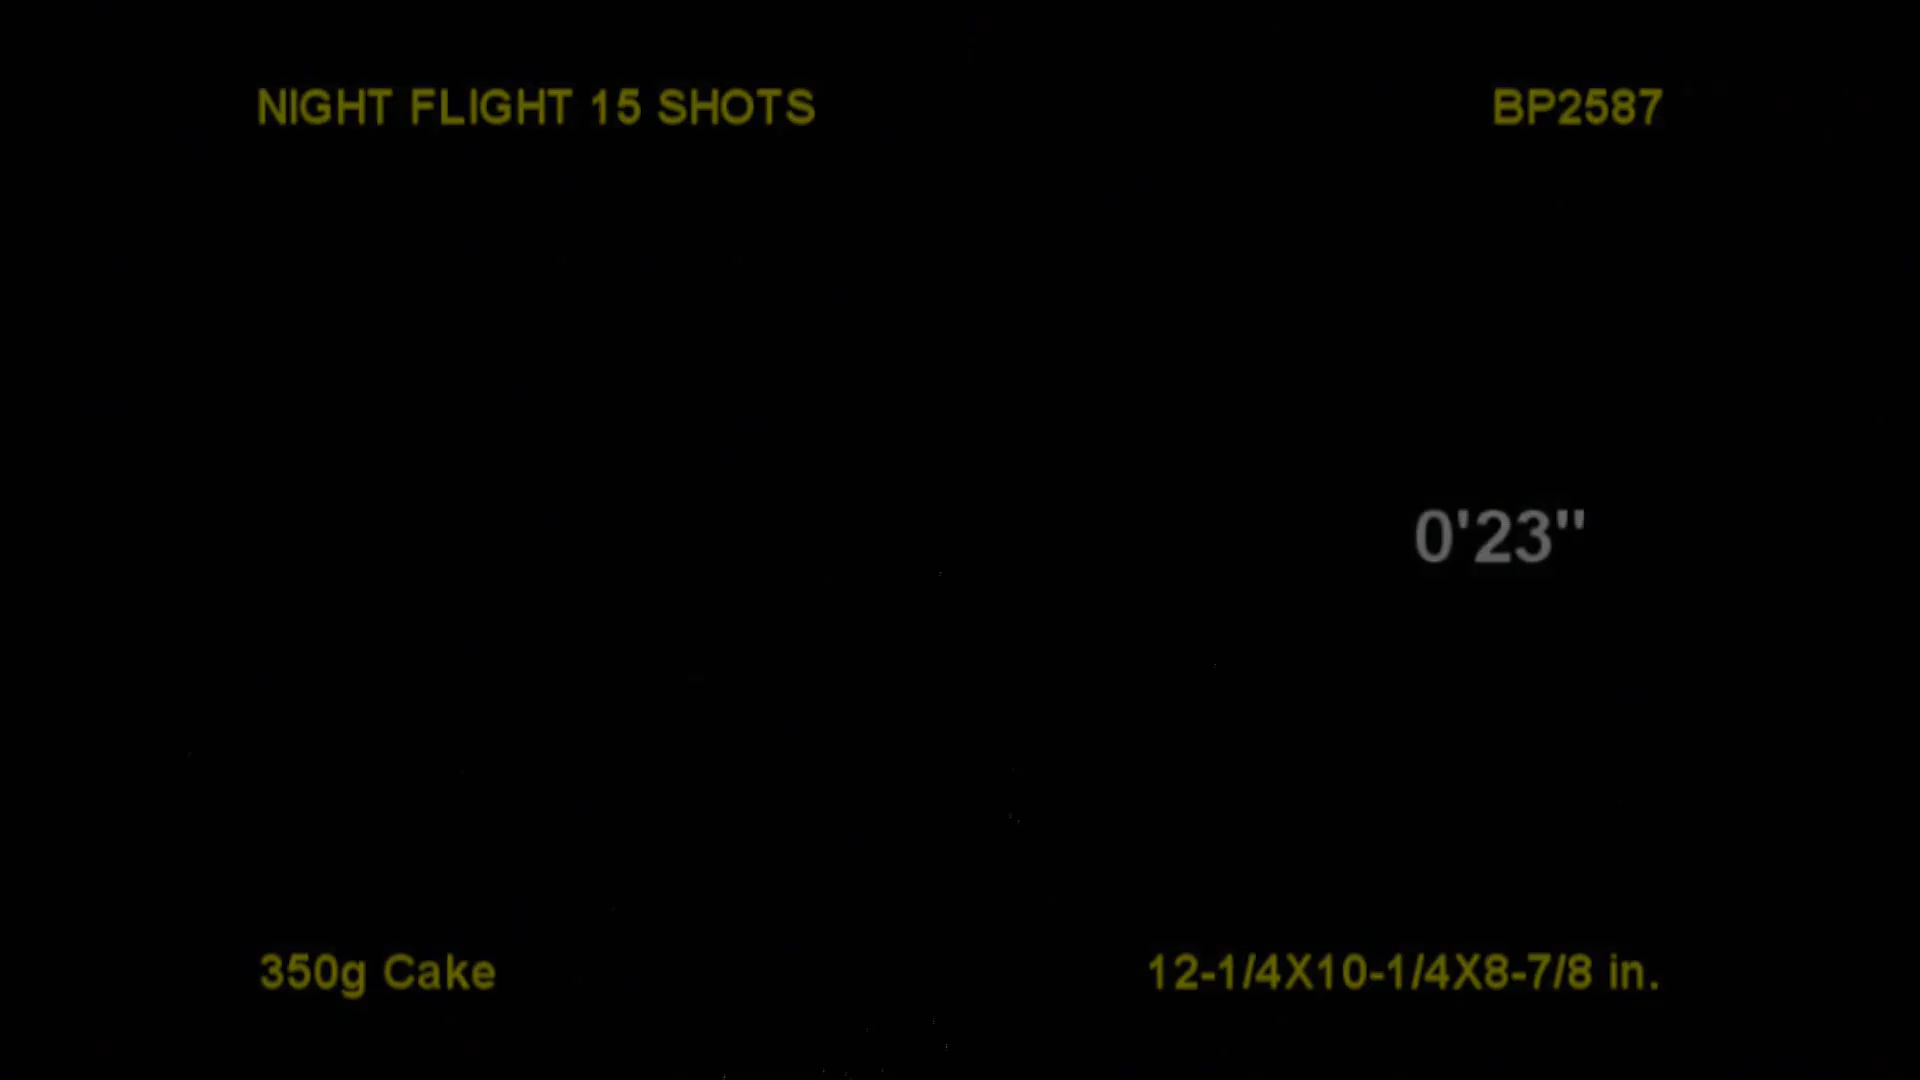 NIGHT FLIGHT 15 SHOTS
BP2587
0'23"
350g Cake
12-1/4X10-1/4X8-7/8 in.